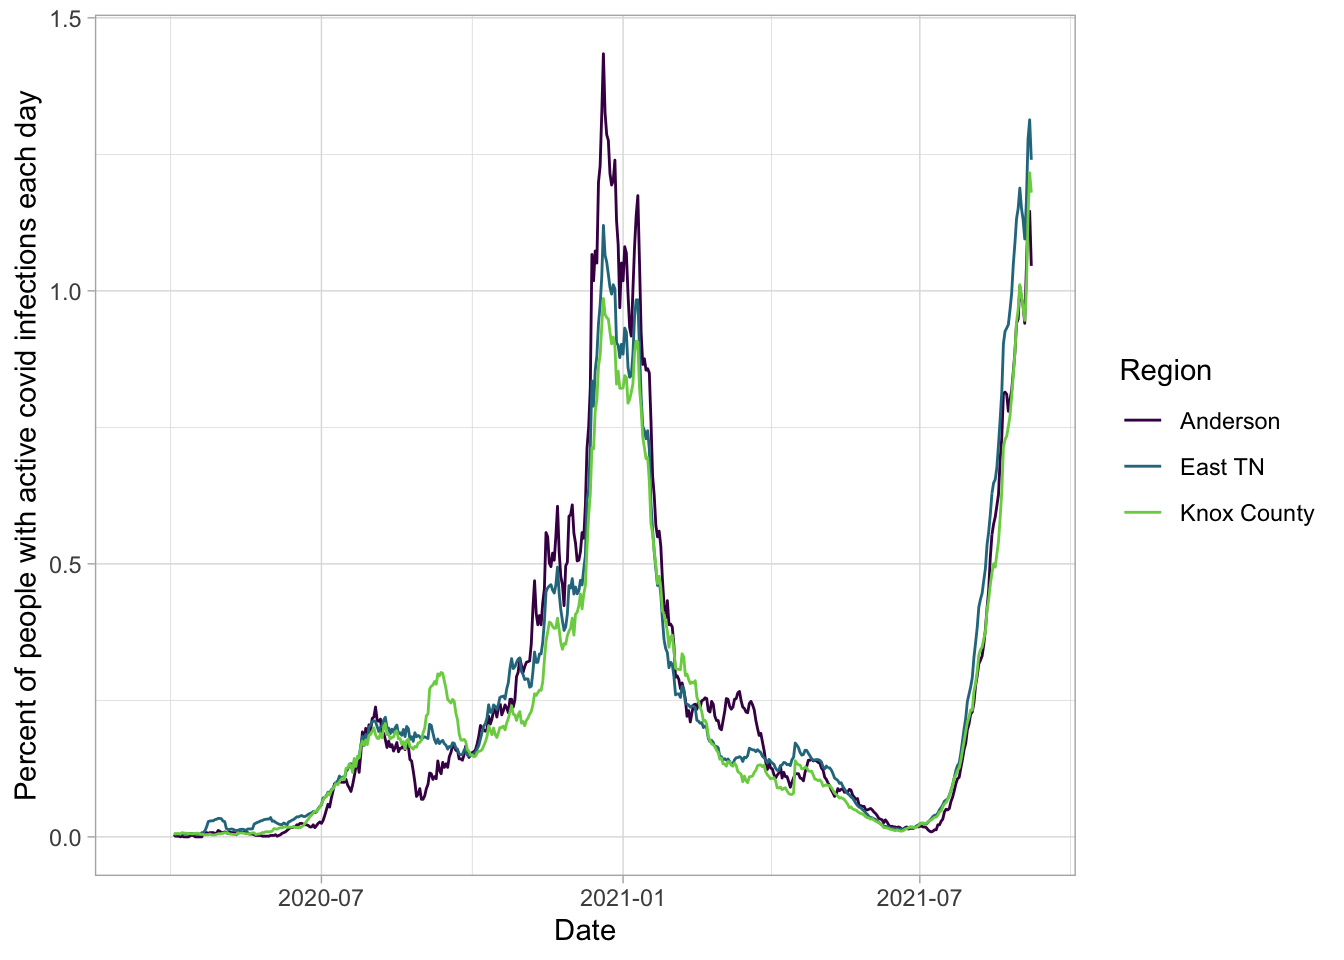 Percent of people with active covid infections each day
1.5
1.0
0.5
0.0
2020-07
2021-01
2021-07
Date
Region
Anderson
East TN
Knox County